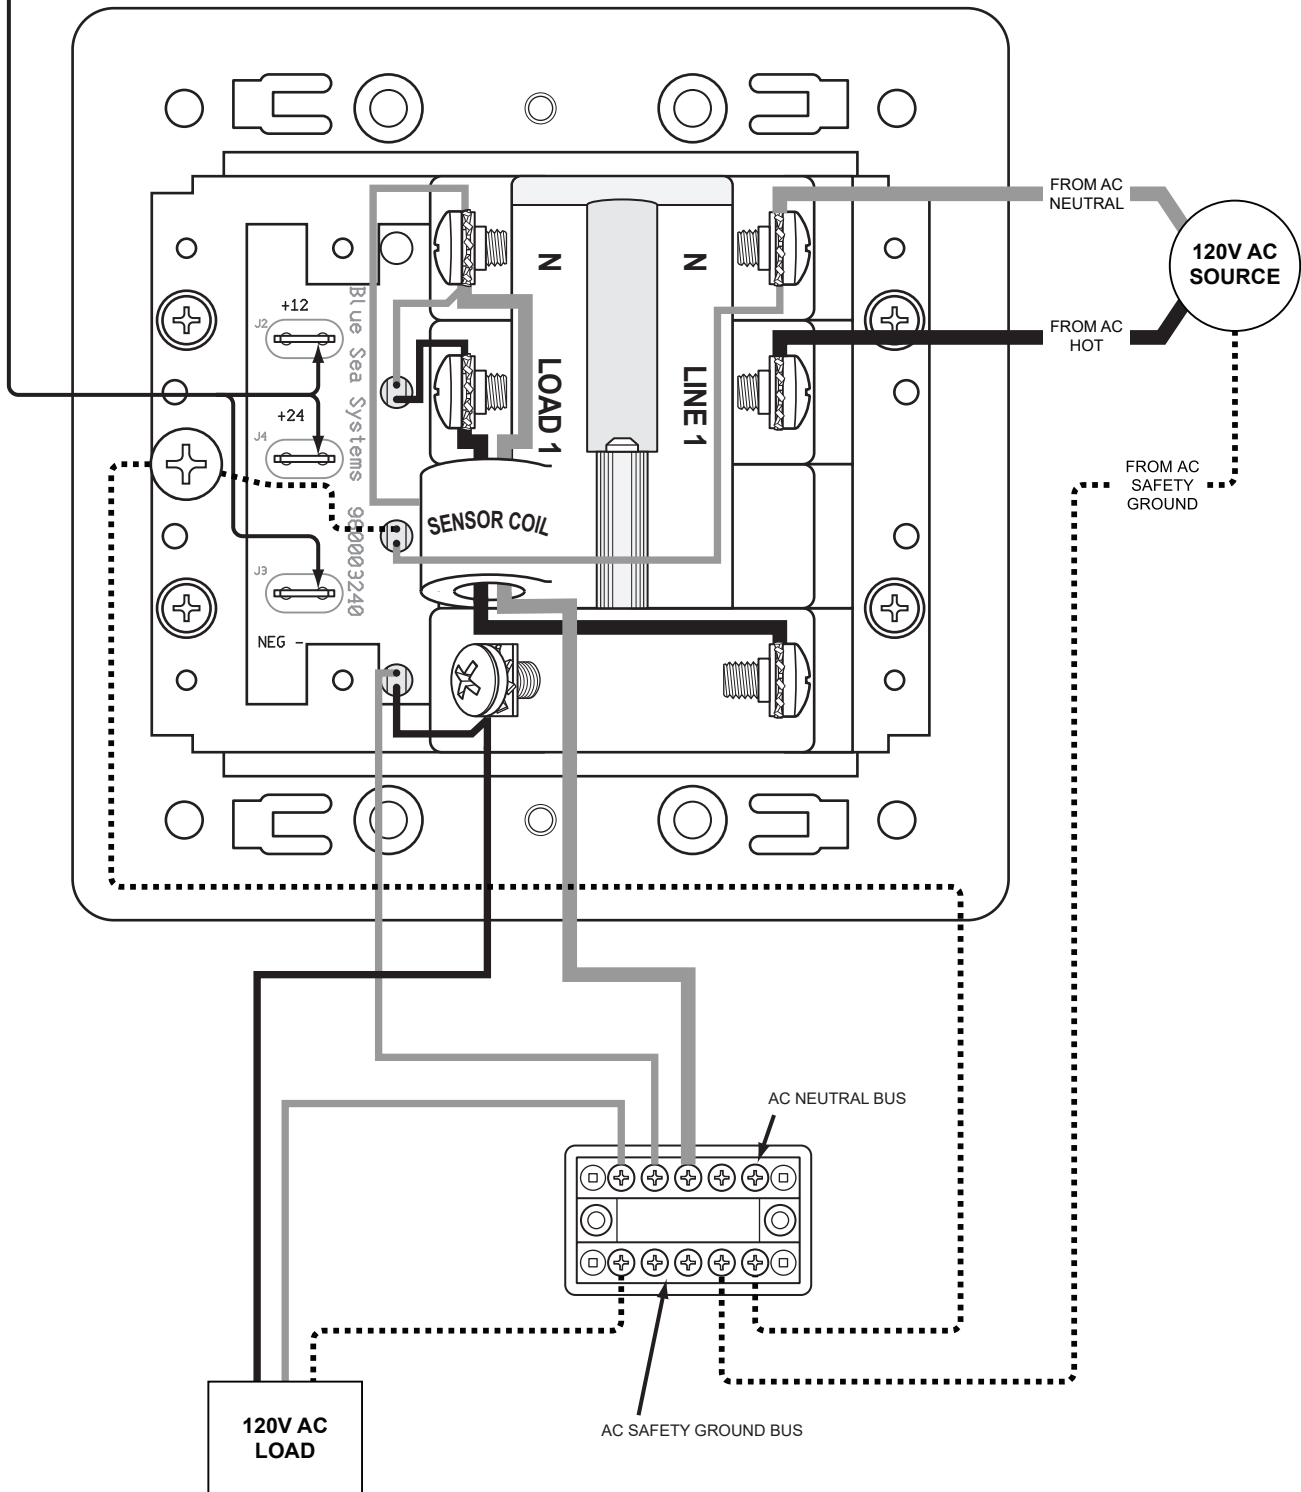 FROM AC
NEUTRAL
120V AC
SOURCE
FROM AC
HOT
FROM AC
SAFETY
GROUND
N
N
LOAD 1
LINE 1
+12
J2
+24
J4
J3
NEG -
Blue Sea Systems 980003240
SENSOR COIL
AC NEUTRAL BUS
AC SAFETY GROUND BUS
120V AC
LOAD